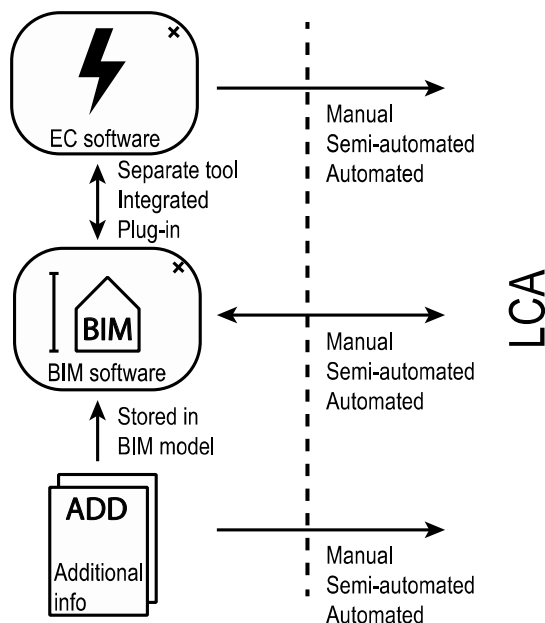 EC software
Manual
Semi-automated
Automated
Separate tool
Integrated
Plug-in
BIM
BIM software
Manual
Semi-automated
Automated
LCA
Stored in
BIM model
ADD
Additional
info
Manual
Semi-automated
Automated